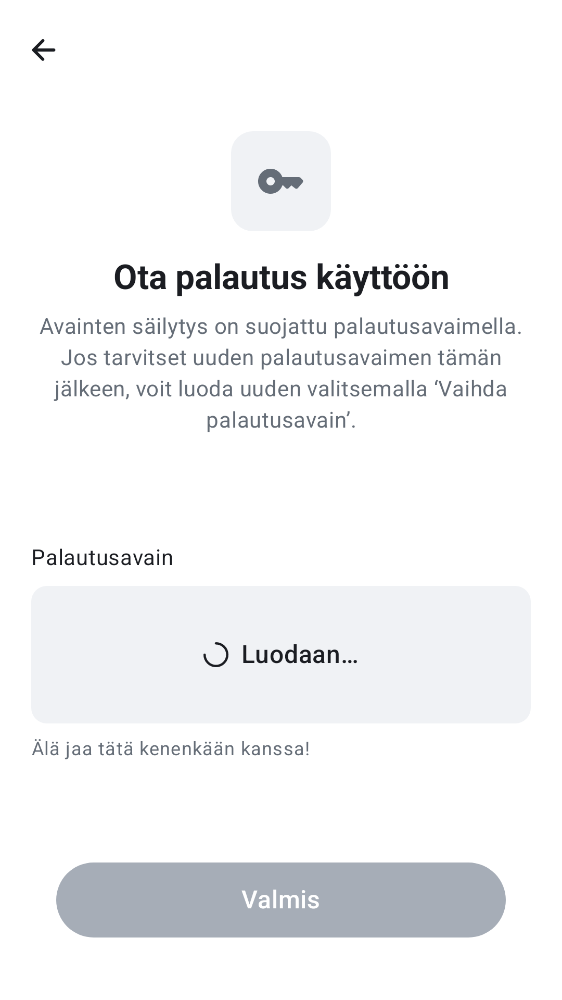 Ota palautus käyttöön
Avainten säilytys on suojattu palautusavaimella.
Jos tarvitset uuden palautusavaimen tämän
jälkeen, voit luoda uuden valitsemalla ‘Vaihda
palautusavain’.
Palautusavain
Luodaan…
Älä jaa tätä kenenkään kanssa!
Valmis